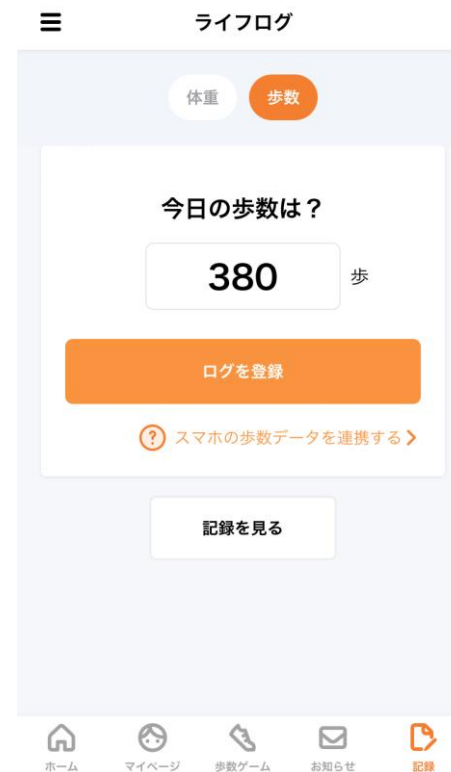 ライフログ
体重
歩数
今日の歩数は？
380 歩
ログを登録
? スマホの歩数データを連携する
記録を見る
ホーム マイページ 歩数ゲーム お知らせ 記録